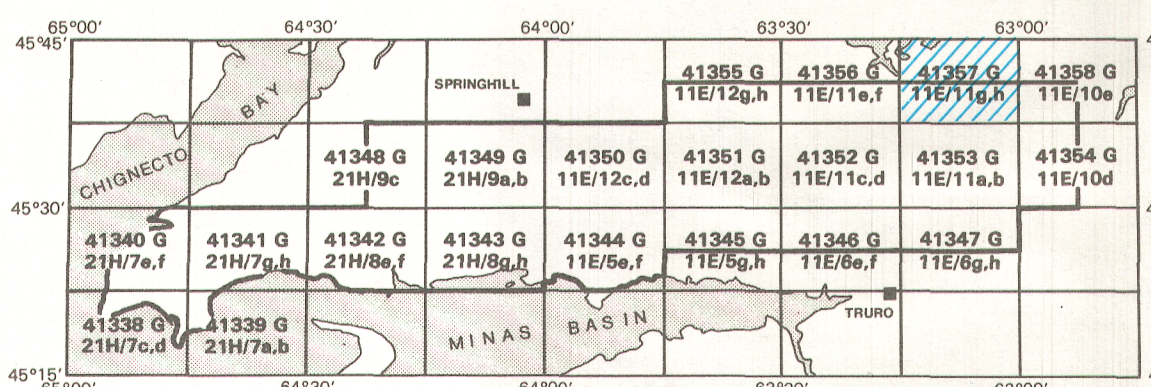 65°00′ 64°30′ 64°00′ 63°30′ 63°00′
45°45′
SPRINGHILL
41355 G 41356 G 41357 G 41358 G
11E/12g,h 11E/11e,f 11E/11g,h 11E/10e
CHIGNECTO BAY
41348 G 41349 G 41350 G 41351 G 41352 G 41353 G 41354 G
21H/9c 21H/9a,b 11E/12c,d 11E/12a,b 11E/11c,d 11E/11a,b 11E/10d
45°30′
41340 G 41341 G 41342 G 41343 G 41344 G 41345 G 41346 G 41347 G
21H/7e,f 21H/7g,h 21H/8e,f 21H/8g,h 11E/5e,f 11E/5g,h 11E/6e,f 11E/6g,h
41338 G 41339 G
21H/7c,d 21H/7a,b
MINAS BASIN
TRURO
45°15′